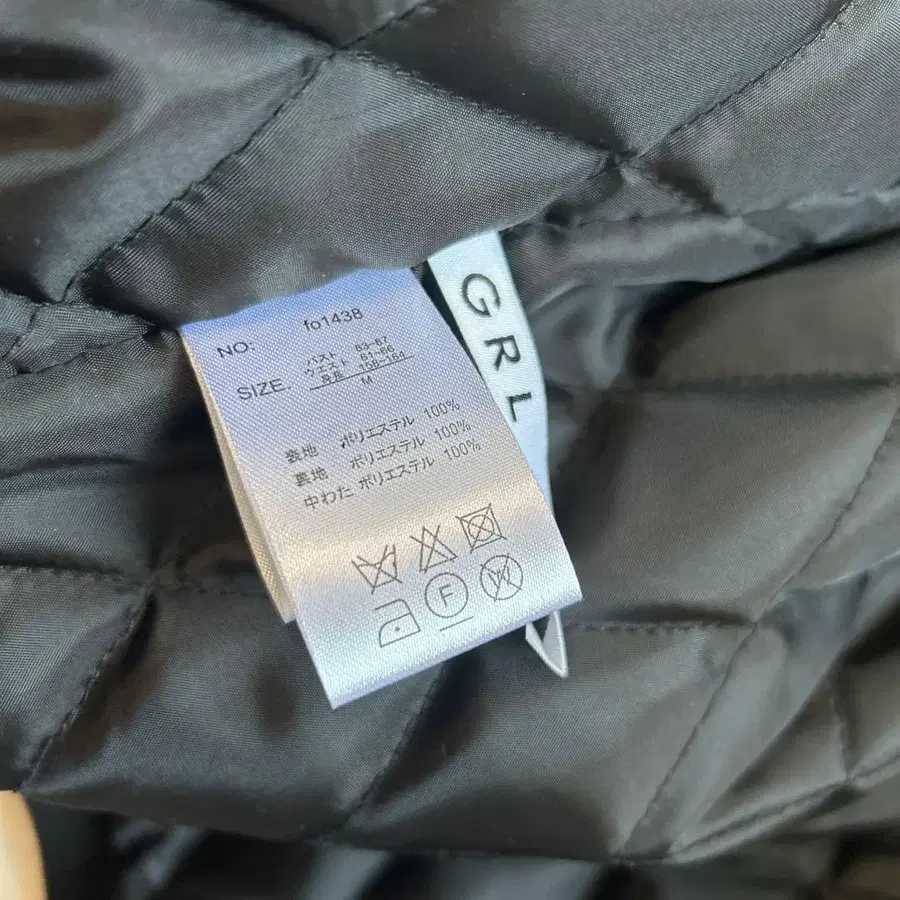 NO: fo1438
SIZE.
バスト 83~87
ウエスト 61~66
身長 158~164
M
表地 ポリエステル 100%
裏地 ポリエステル 100%
中わた ポリエステル 100%
F
W
GRL